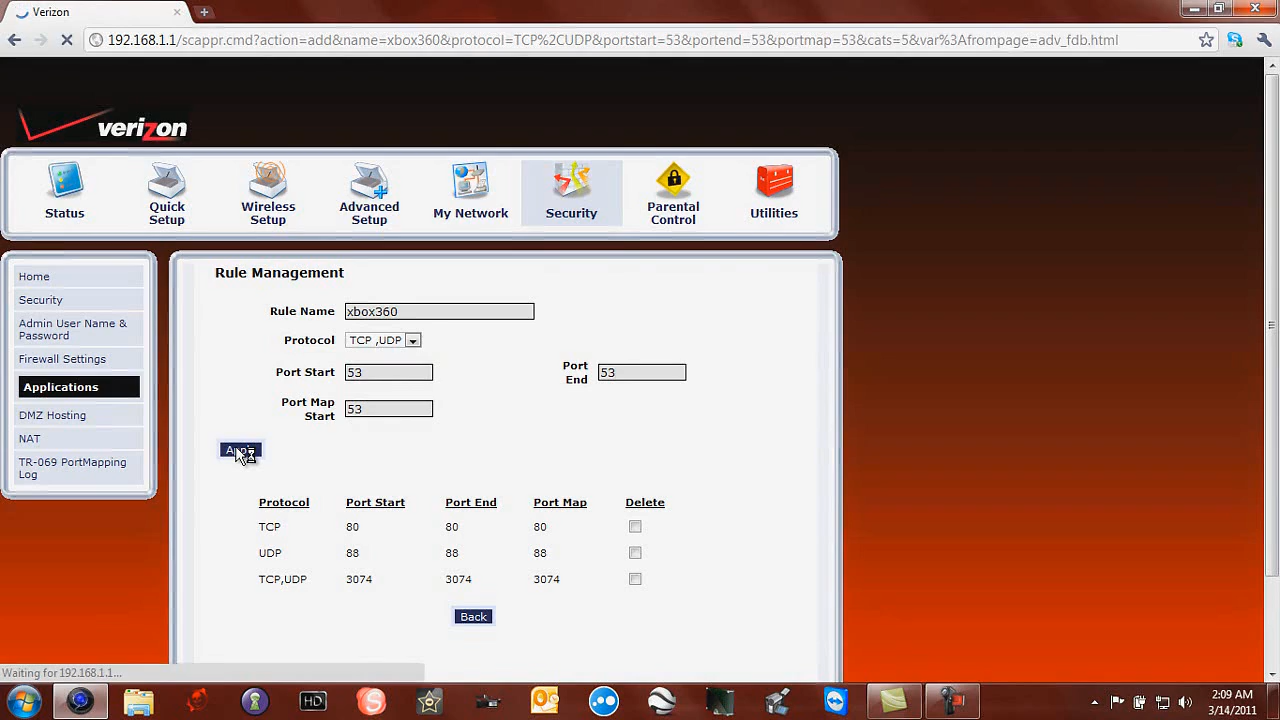 Verizon
192.168.1.1/scappr.cmd?action=add&name=xbox360&protocol=TCP%2CUDP&portstart=53&portend=53&portmap=53&cats=5&var%3Afrompage=adv_fdb.html
verizon
Status
Quick Setup
Wireless Setup
Advanced Setup
My Network
Security
Parental Control
Utilities
Home
Security
Admin User Name & Password
Firewall Settings
Applications
DMZ Hosting
NAT
TR-069 PortMapping Log
Rule Management
Rule Name xbox360
Protocol TCP ,UDP
Port Start 53 Port End 53
Port Map Start 53
Protocol Port Start Port End Port Map Delete
TCP 80 80 80
UDP 88 88 88
TCP,UDP 3074 3074 3074
Back
Waiting for 192.168.1.1...
HD
2:09 AM
3/14/2011